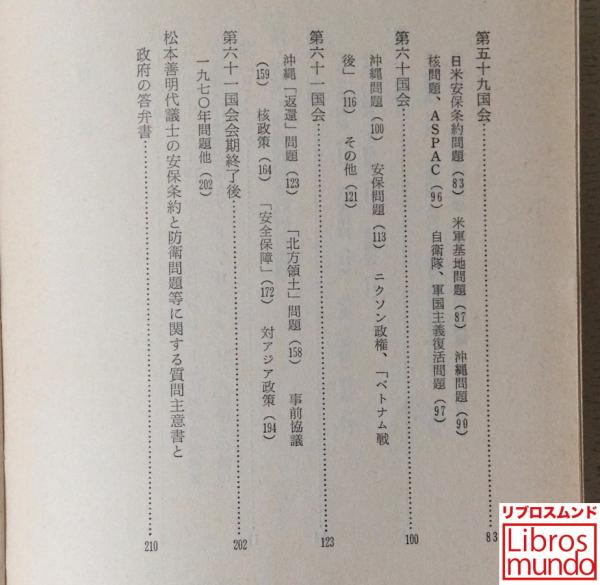 第五十九国会……………………………………83
日米安保条約問題（83）　米軍基地問題（87）　沖縄問題（90）
核問題、ASPAC（96）　自衛隊、軍国主義復活問題（97）
第六十国会……………………………………100
沖縄問題（100）　安保問題（113）　ニクソン政権、「ベトナム戦
後」（116）　その他（121）
第六十一国会……………………………………123
沖縄「返還」問題（123）　「北方領土」問題（158）　事前協議
（159）　核政策（164）　「安全保障」（172）　対アジア政策（194）
第六十一国会会期終了後……………………………………202
一九七〇年問題他（202）
松本善明代議士の安保条約と防衛問題等に関する質問主意書と
政府の答弁書……………………………………210
リブロスムンド
Libros
mundo